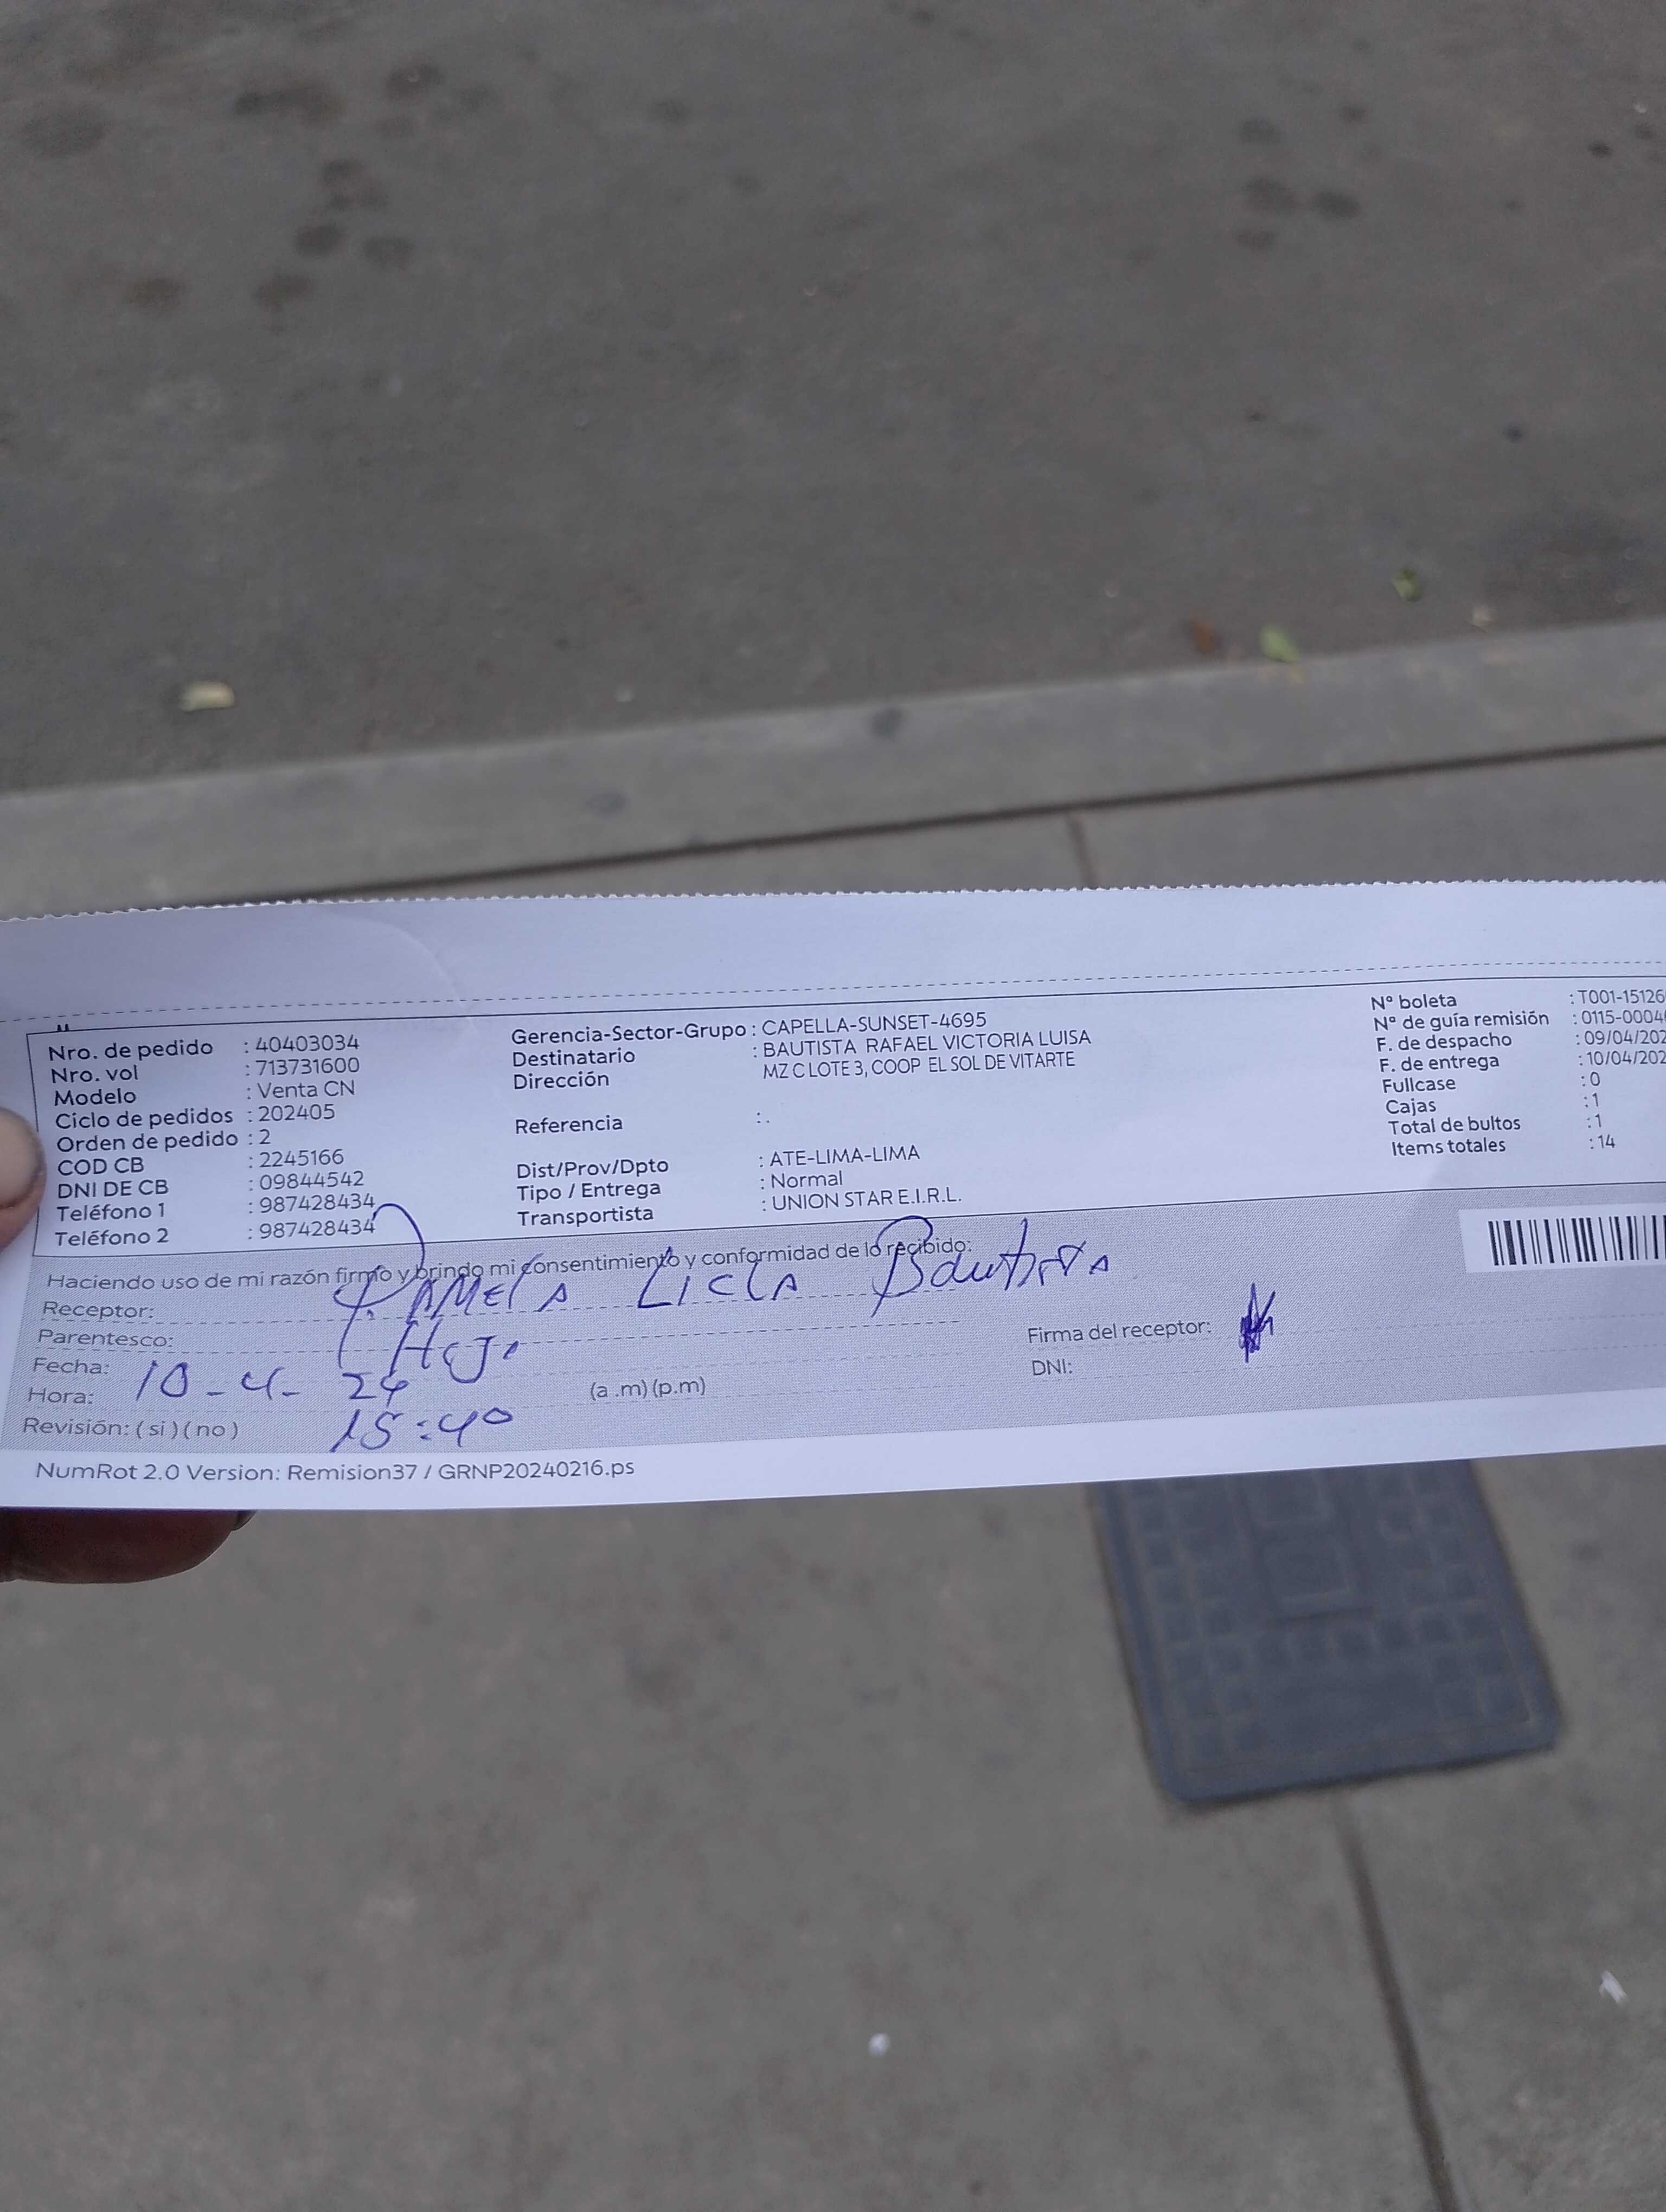 Nro. de pedido : 40403034
Nro. vol : 713731600
Modelo : Venta CN
Ciclo de pedidos : 202405
Orden de pedido : 2
COD CB : 2245166
DNI DE CB : 09844542
Teléfono 1 : 987428434
Teléfono 2 : 987428434
Gerencia-Sector-Grupo : CAPELLA-SUNSET-4695
Destinatario : BAUTISTA RAFAEL VICTORIA LUISA
Dirección MZ C LOTE 3, COOP EL SOL DE VITARTE
Referencia : .
Dist/Prov/Dpto : ATE-LIMA-LIMA
Tipo / Entrega : Normal
Transportista : UNION STAR E.I.R.L.
N° boleta : T001-15126
N° de guía remisión : 0115-0004
F. de despacho : 09/04/202
F. de entrega : 10/04/202
Fullcase : 0
Cajas : 1
Total de bultos : 1
Items totales : 14
Haciendo uso de mi razón firmo y brindo mi consentimiento y conformidad de lo recibido:
Receptor: PAMELA LICLA Bautista
Parentesco: Hija
Fecha: 10-4-24
Hora: (a .m) (p.m)
Revisión: ( si ) ( no ) 15:40
Firma del receptor:
DNI:
NumRot 2.0 Version: Remision37 / GRNP20240216.ps